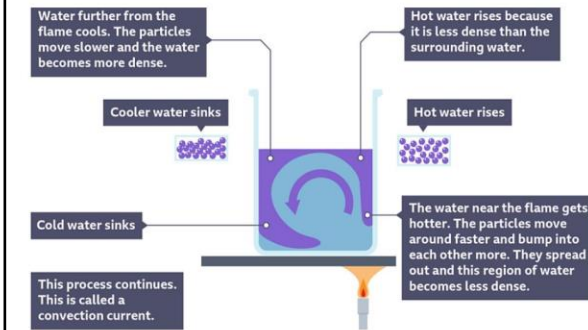 Water further from the
flame cools. The particles
move slower and the water
becomes more dense.
Hot water rises because
it is less dense than the
surrounding water.
Cooler water sinks
Hot water rises
Cold water sinks
The water near the flame gets
hotter. The particles move
around faster and bump into
each other more. They spread
out and this region of water
becomes less dense.
This process continues.
This is called a
convection current.